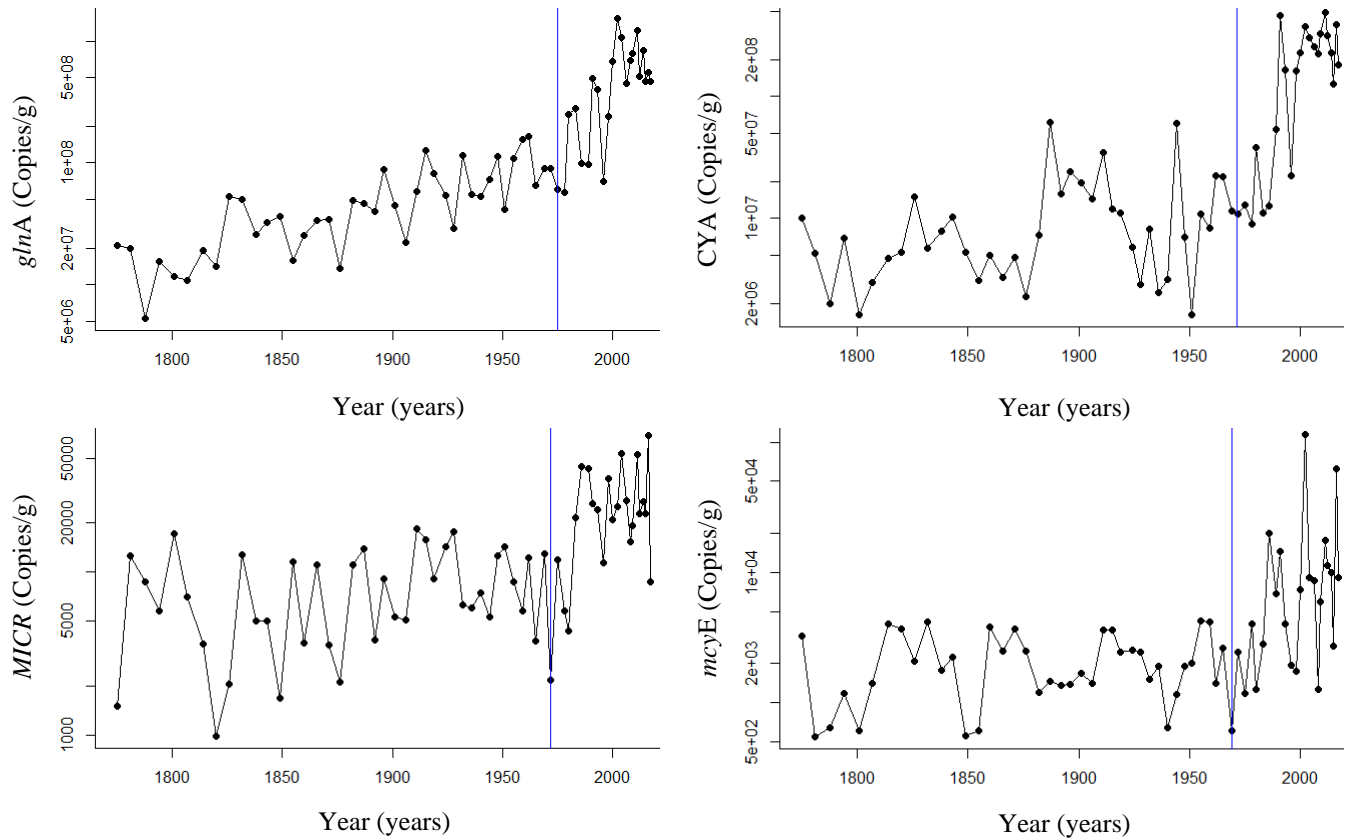 glnA (Copies/g)
5e+08
1e+08
2e+07
5e+06
1800 1850 1900 1950 2000
Year (years)
CYA (Copies/g)
2e+08
5e+07
1e+07
2e+06
1800 1850 1900 1950 2000
Year (years)
MICR (Copies/g)
50000
20000
5000
1000
1800 1850 1900 1950 2000
Year (years)
mcyE (Copies/g)
5e+04
1e+04
2e+03
5e+02
1800 1850 1900 1950 2000
Year (years)